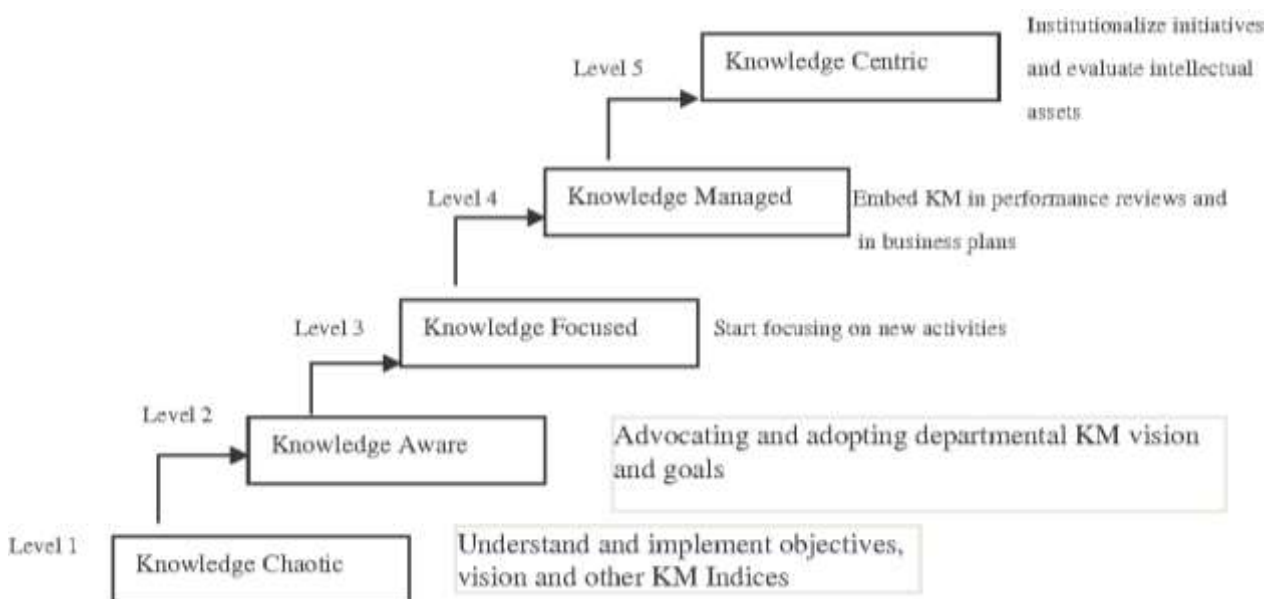 Institutionalize initiatives
Level 5
Knowledge Centric
and evaluate intellectual
assets
Level 4
Knowledge Managed
Embed KM in performance reviews and
in business plans
Level 3
Knowledge Focused
Start focusing on new activities
Level 2
Knowledge Aware
Advocating and adopting departmental KM vision
and goals
Level 1
Knowledge Chaotic
Understand and implement objectives,
vision and other KM Indices